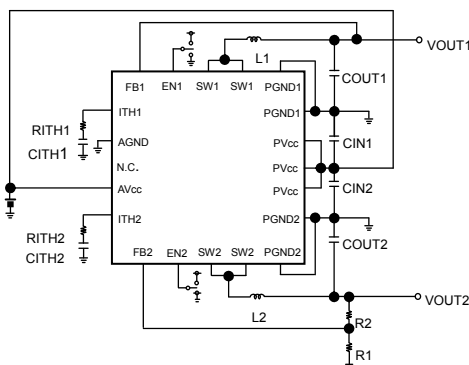 VOUT1
L1
COUT1
FB1 EN1 SW1 SW1 PGND1
ITH1
PGND1
RITH1
CITH1
AGND
CIN1
PVcc
N.C.
PVcc
AVcc
PVcc
CIN2
ITH2
PGND2
RITH2
CITH2
COUT2
FB2 EN2 SW2 SW2 PGND2
VOUT2
L2
R2
R1